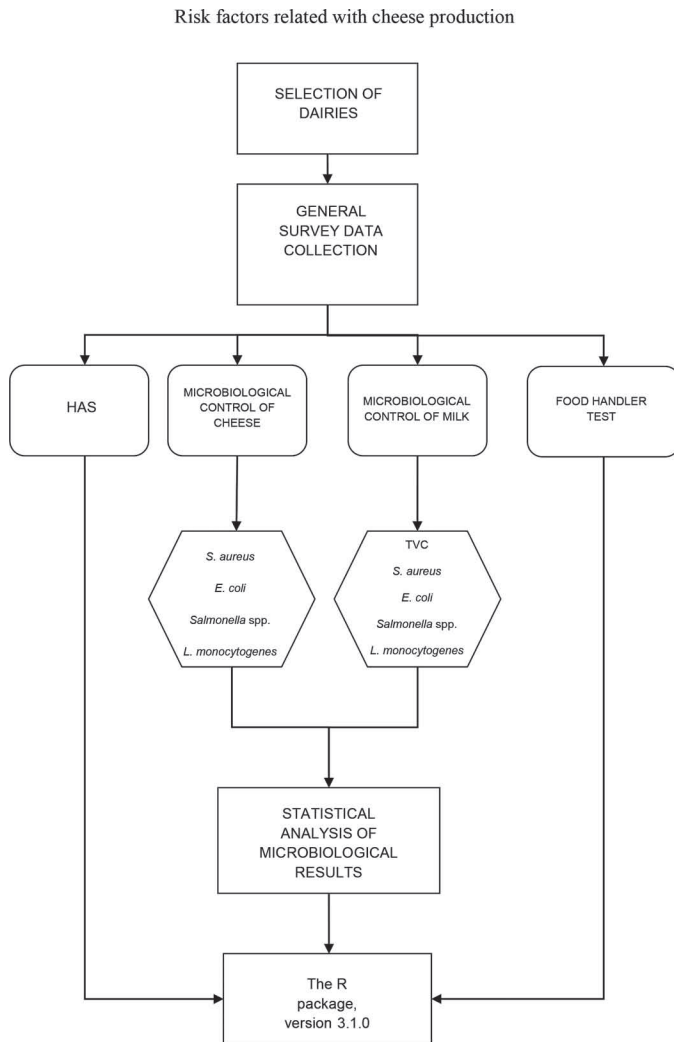 Risk factors related with cheese production
SELECTION OF
DAIRIES
GENERAL
SURVEY DATA
COLLECTION
HAS
MICROBIOLOGICAL
CONTROL OF
CHEESE
MICROBIOLOGICAL
CONTROL OF MILK
FOOD HANDLER
TEST
S. aureus
E. coli
Salmonella spp.
L. monocytogenes
TVC
S. aureus
E. coli
Salmonella spp.
L. monocytogenes
STATISTICAL
ANALYSIS OF
MICROBIOLOGICAL
RESULTS
The R
package,
version 3.1.0